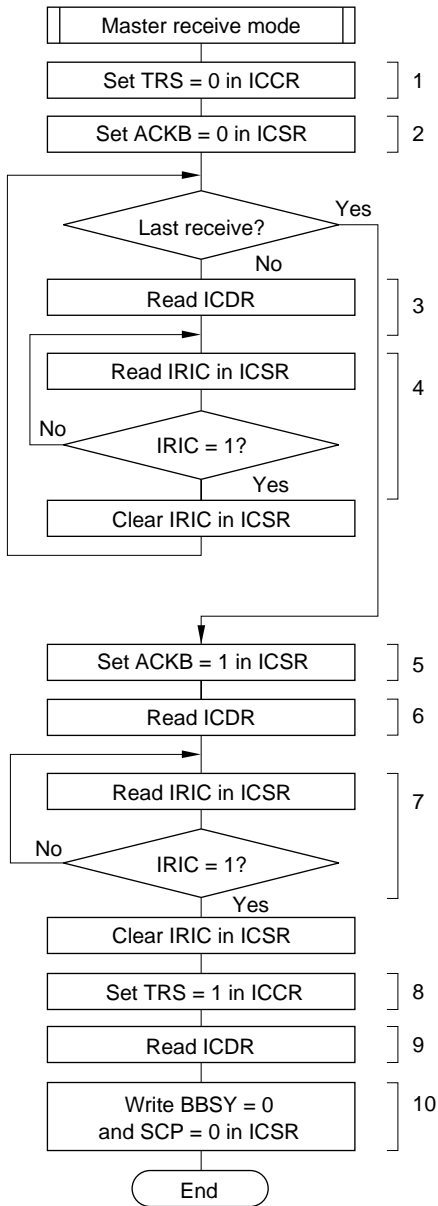 Master receive mode
Set TRS = 0 in ICCR
1
Set ACKB = 0 in ICSR
2
Last receive?
Yes
No
Read ICDR
3
Read IRIC in ICSR
4
No
IRIC = 1?
Yes
Clear IRIC in ICSR
Set ACKB = 1 in ICSR
5
Read ICDR
6
Read IRIC in ICSR
7
No
IRIC = 1?
Yes
Clear IRIC in ICSR
Set TRS = 1 in ICCR
8
Read ICDR
9
Write BBSY = 0
and SCP = 0 in ICSR
10
End